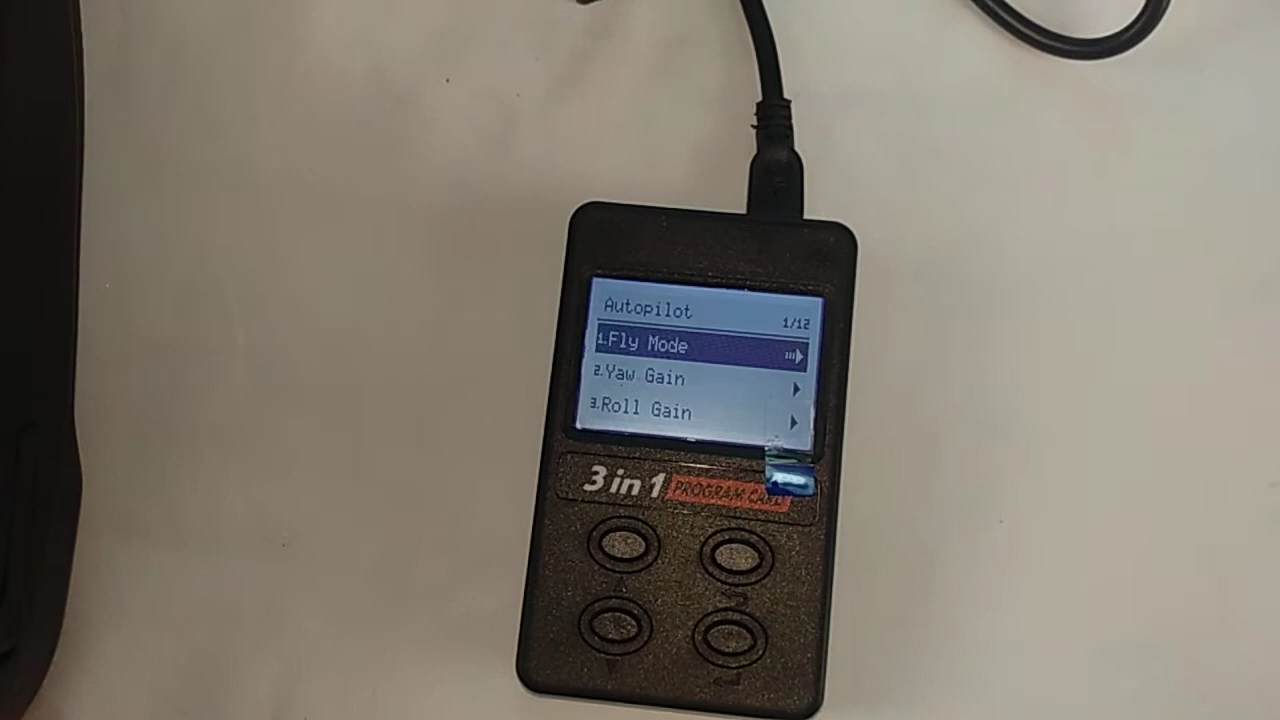 Autopilot 1/12
1.Fly Mode
2.Yaw Gain
3.Roll Gain
3 in 1 PROGRAM CARD